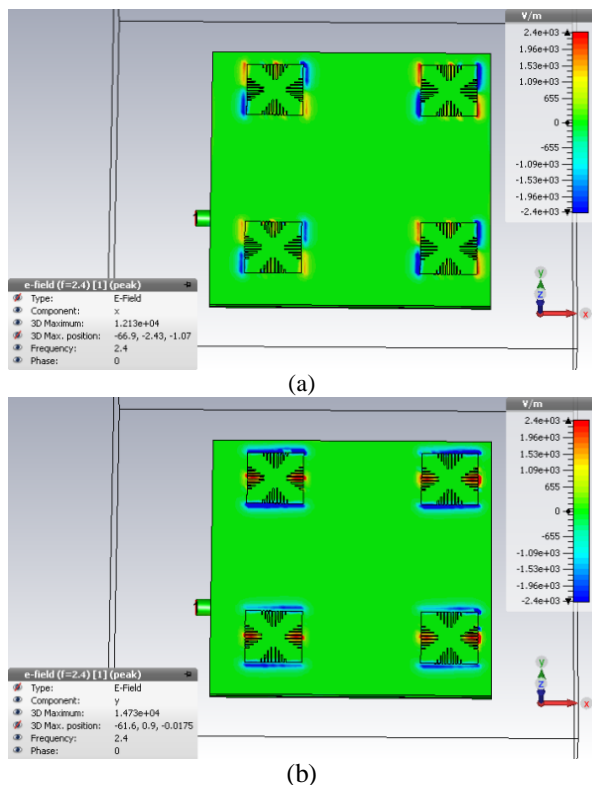 V/m
2.4e+03
1.96e+03
1.53e+03
1.09e+03
655
0
-655
-1.09e+03
-1.53e+03
-1.96e+03
-2.4e+03
e-field (f=2.4) [1] (peak)
Type: E-Field
Component: x
3D Maximum: 1.213e+04
3D Max. position: -66.9, -2.43, -1.07
Frequency: 2.4
Phase: 0
y
z
x
(a)
V/m
2.4e+03
1.96e+03
1.53e+03
1.09e+03
655
0
-655
-1.09e+03
-1.53e+03
-1.96e+03
-2.4e+03
e-field (f=2.4) [1] (peak)
Type: E-Field
Component: y
3D Maximum: 1.473e+04
3D Max. position: -61.6, 0.9, -0.0175
Frequency: 2.4
Phase: 0
y
z
x
(b)